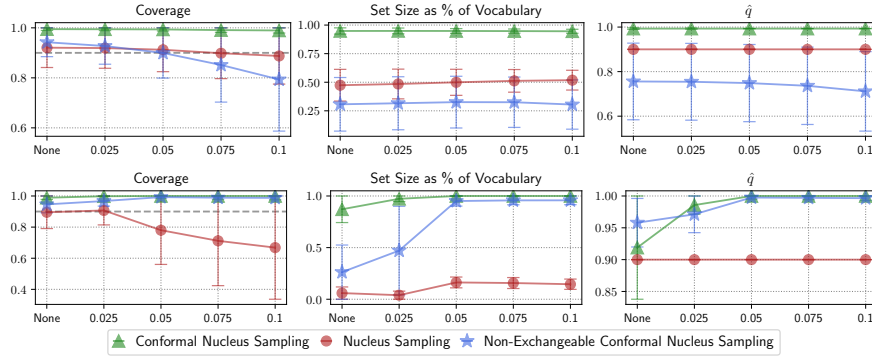 Coverage
Set Size as % of Vocabulary
q̂
1.0
0.8
0.6
None 0.025 0.05 0.075 0.1
1.00
0.75
0.50
0.25
None 0.025 0.05 0.075 0.1
1.0
0.8
0.6
None 0.025 0.05 0.075 0.1
Coverage
Set Size as % of Vocabulary
q̂
1.0
0.8
0.6
0.4
None 0.025 0.05 0.075 0.1
1.0
0.5
0.0
None 0.025 0.05 0.075 0.1
1.00
0.95
0.90
0.85
None 0.025 0.05 0.075 0.1
Conformal Nucleus Sampling Nucleus Sampling Non-Exchangeable Conformal Nucleus Sampling